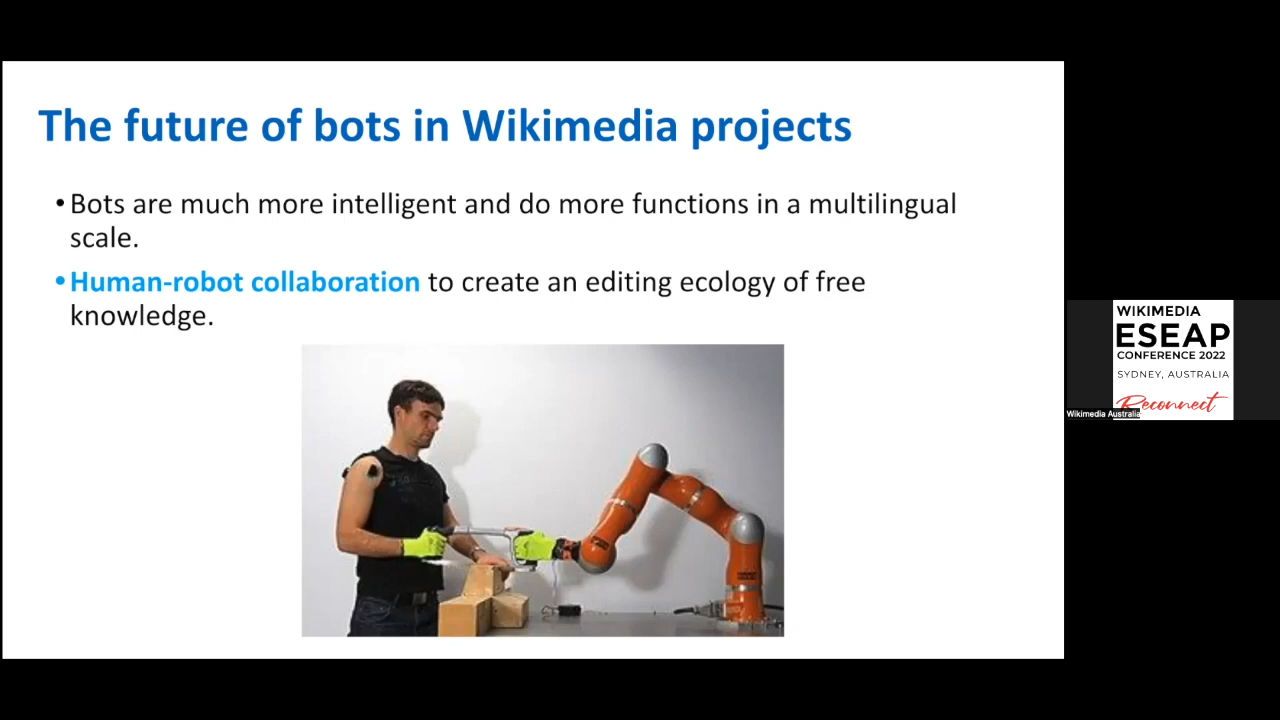 The future of bots in Wikimedia projects
•Bots are much more intelligent and do more functions in a multilingual
scale.
•Human-robot collaboration to create an editing ecology of free
knowledge.
WIKIMEDIA
ESEAP
CONFERENCE 2022
SYDNEY, AUSTRALIA
Reconnect
Wikimedia Australia